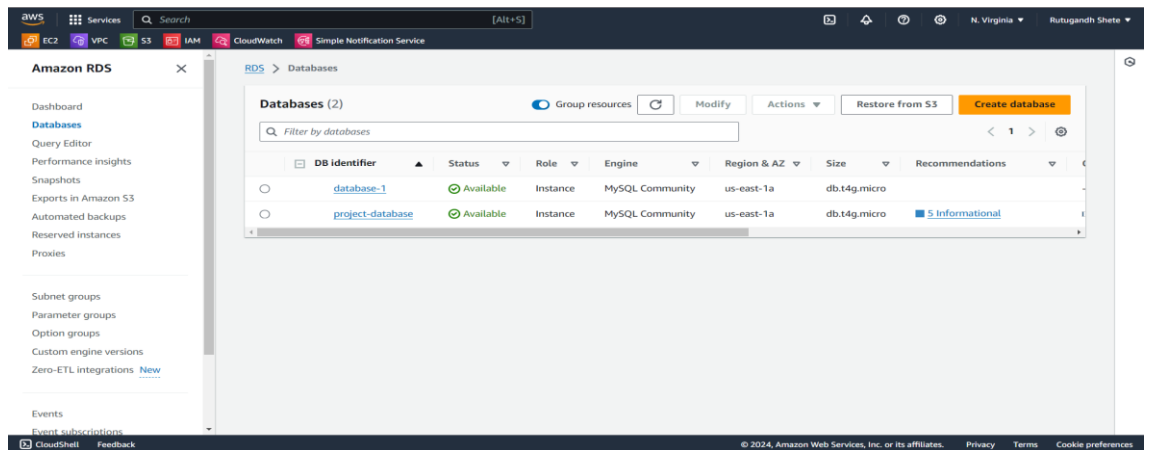 aws Services Search [Alt+S] N. Virginia Rutugandh Shete
EC2 VPC S3 IAM CloudWatch Simple Notification Service
Amazon RDS
Dashboard
Databases
Query Editor
Performance insights
Snapshots
Exports in Amazon S3
Automated backups
Reserved instances
Proxies
Subnet groups
Parameter groups
Option groups
Custom engine versions
Zero-ETL integrations New
Events
Event subscriptions
RDS > Databases
Databases (2) Group resources Modify Actions Restore from S3 Create database
Filter by databases 1
DB identifier Status Role Engine Region & AZ Size Recommendations
database-1 Available Instance MySQL Community us-east-1a db.t4g.micro
project-database Available Instance MySQL Community us-east-1a db.t4g.micro 5 Informational
CloudShell Feedback © 2024, Amazon Web Services, Inc. or its affiliates. Privacy Terms Cookie preferences